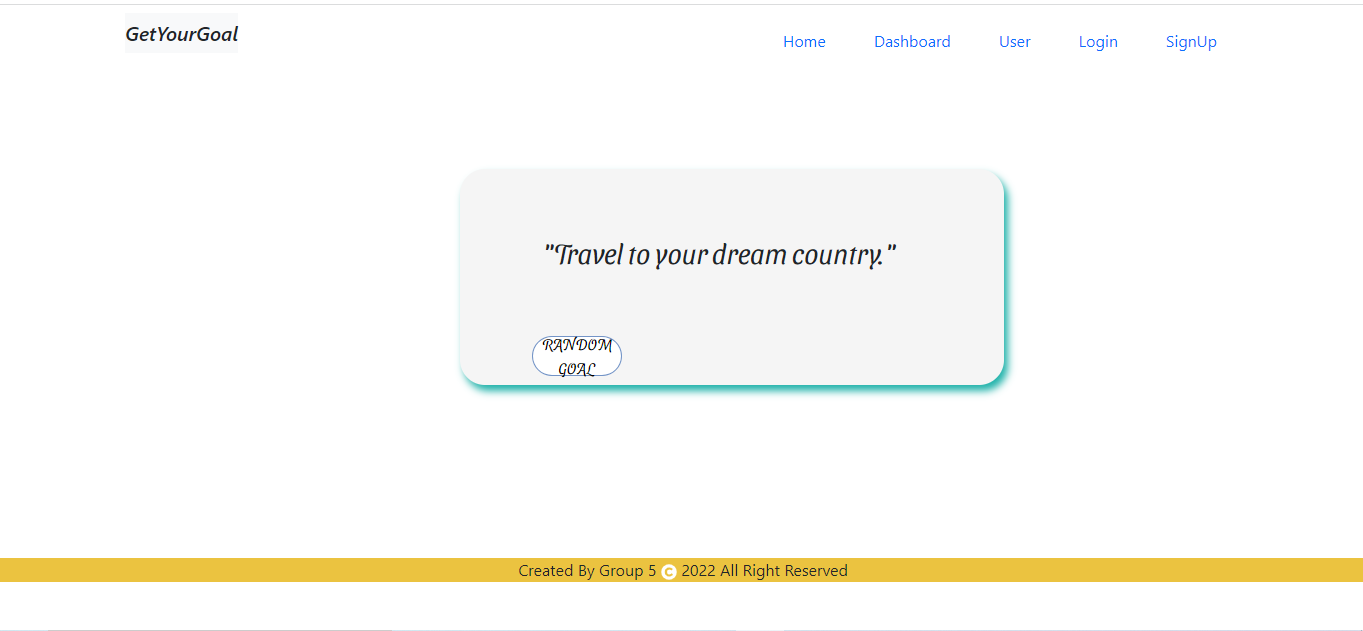 GetYourGoal
Home Dashboard User Login SignUp
"Travel to your dream country."
RANDOM
GOAL
Created By Group 5 © 2022 All Right Reserved